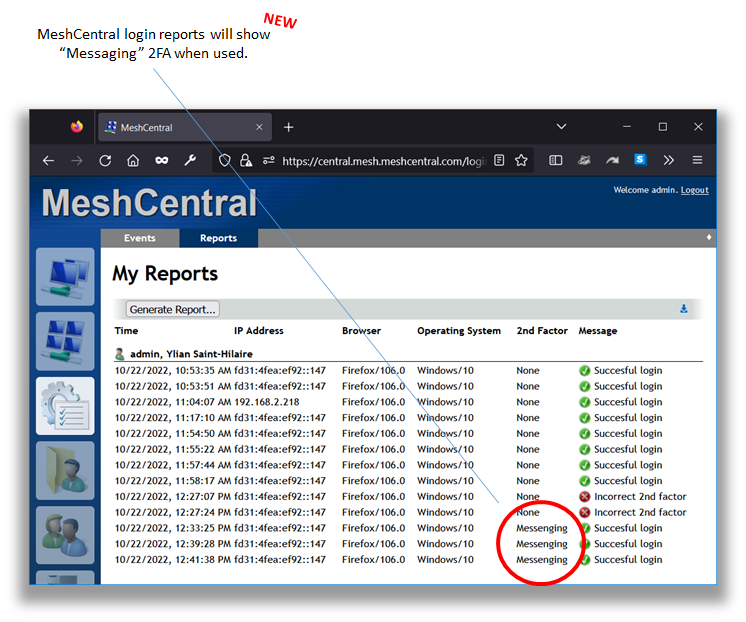 NEW
MeshCentral login reports will show
“Messaging” 2FA when used.
MeshCentral
https://central.mesh.meshcentral.com/logi
S
MeshCentral
Welcome admin. Logout
Events Reports
My Reports
Generate Report...
Time IP Address Browser Operating System 2nd Factor Message
admin, Ylian Saint-Hilaire
10/22/2022, 10:53:35 AM fd31:4fea:ef92::147 Firefox/106.0 Windows/10 None Succesful login
10/22/2022, 10:53:51 AM fd31:4fea:ef92::147 Firefox/106.0 Windows/10 None Succesful login
10/22/2022, 11:04:07 AM 192.168.2.218 Firefox/106.0 Windows/10 None Succesful login
10/22/2022, 11:17:10 AM fd31:4fea:ef92::147 Firefox/106.0 Windows/10 None Succesful login
10/22/2022, 11:54:50 AM fd31:4fea:ef92::147 Firefox/106.0 Windows/10 None Succesful login
10/22/2022, 11:55:22 AM fd31:4fea:ef92::147 Firefox/106.0 Windows/10 None Succesful login
10/22/2022, 11:57:44 AM fd31:4fea:ef92::147 Firefox/106.0 Windows/10 None Succesful login
10/22/2022, 11:58:17 AM fd31:4fea:ef92::147 Firefox/106.0 Windows/10 None Succesful login
10/22/2022, 12:27:07 PM fd31:4fea:ef92::147 Firefox/106.0 Windows/10 None Incorrect 2nd factor
10/22/2022, 12:27:24 PM fd31:4fea:ef92::147 Firefox/106.0 Windows/10 None Incorrect 2nd factor
10/22/2022, 12:33:25 PM fd31:4fea:ef92::147 Firefox/106.0 Windows/10 Messenging Succesful login
10/22/2022, 12:39:28 PM fd31:4fea:ef92::147 Firefox/106.0 Windows/10 Messenging Succesful login
10/22/2022, 12:41:38 PM fd31:4fea:ef92::147 Firefox/106.0 Windows/10 Messenging Succesful login